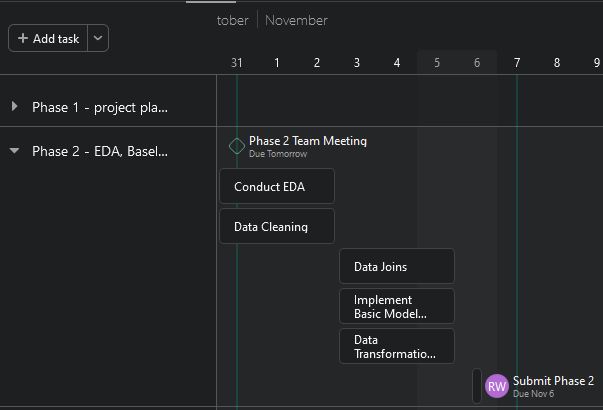 tober November
+ Add task
31 1 2 3 4 5 6 7 8 9
Phase 1 - project pla...
Phase 2 - EDA, Basel...
Phase 2 Team Meeting
Due Tomorrow
Conduct EDA
Data Cleaning
Data Joins
Implement
Basic Model...
Data
Transformatio...
RW Submit Phase 2
Due Nov 6